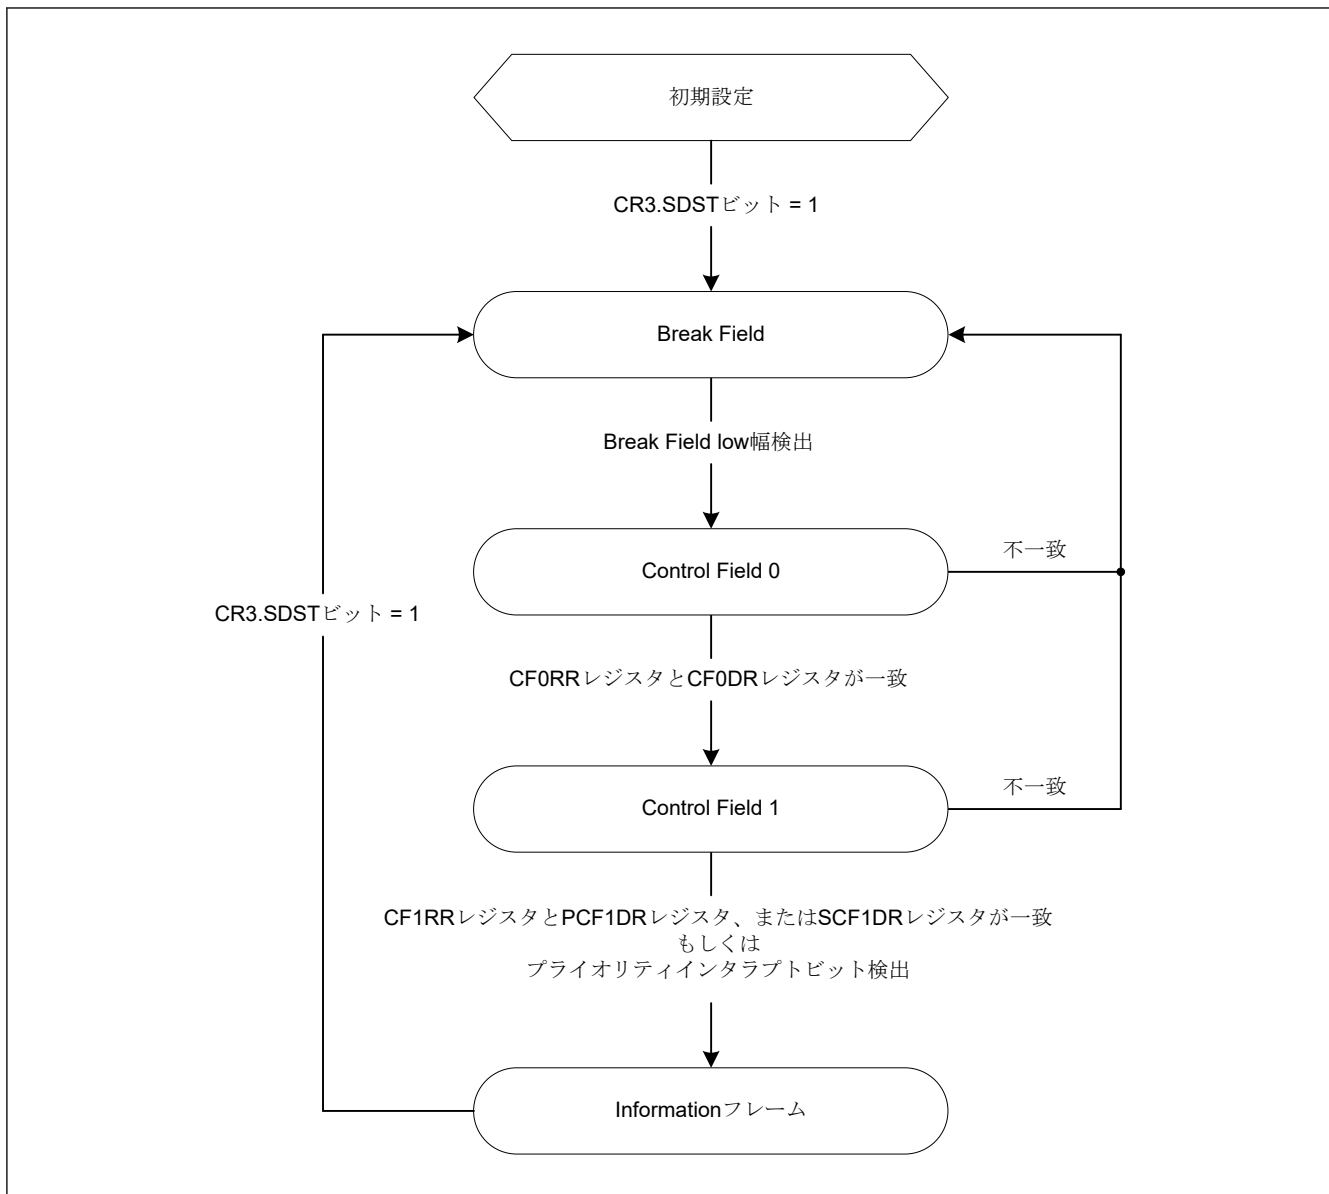 初期設定
CR3.SDSTビット = 1
Break Field
Break Field low幅検出
Control Field 0
不一致
CR3.SDSTビット = 1
CF0RRレジスタとCF0DRレジスタが一致
Control Field 1
不一致
CF1RRレジスタとPCF1DRレジスタ、またはSCF1DRレジスタが一致
もしくは
プライオリティインタラプトビット検出
Informationフレーム